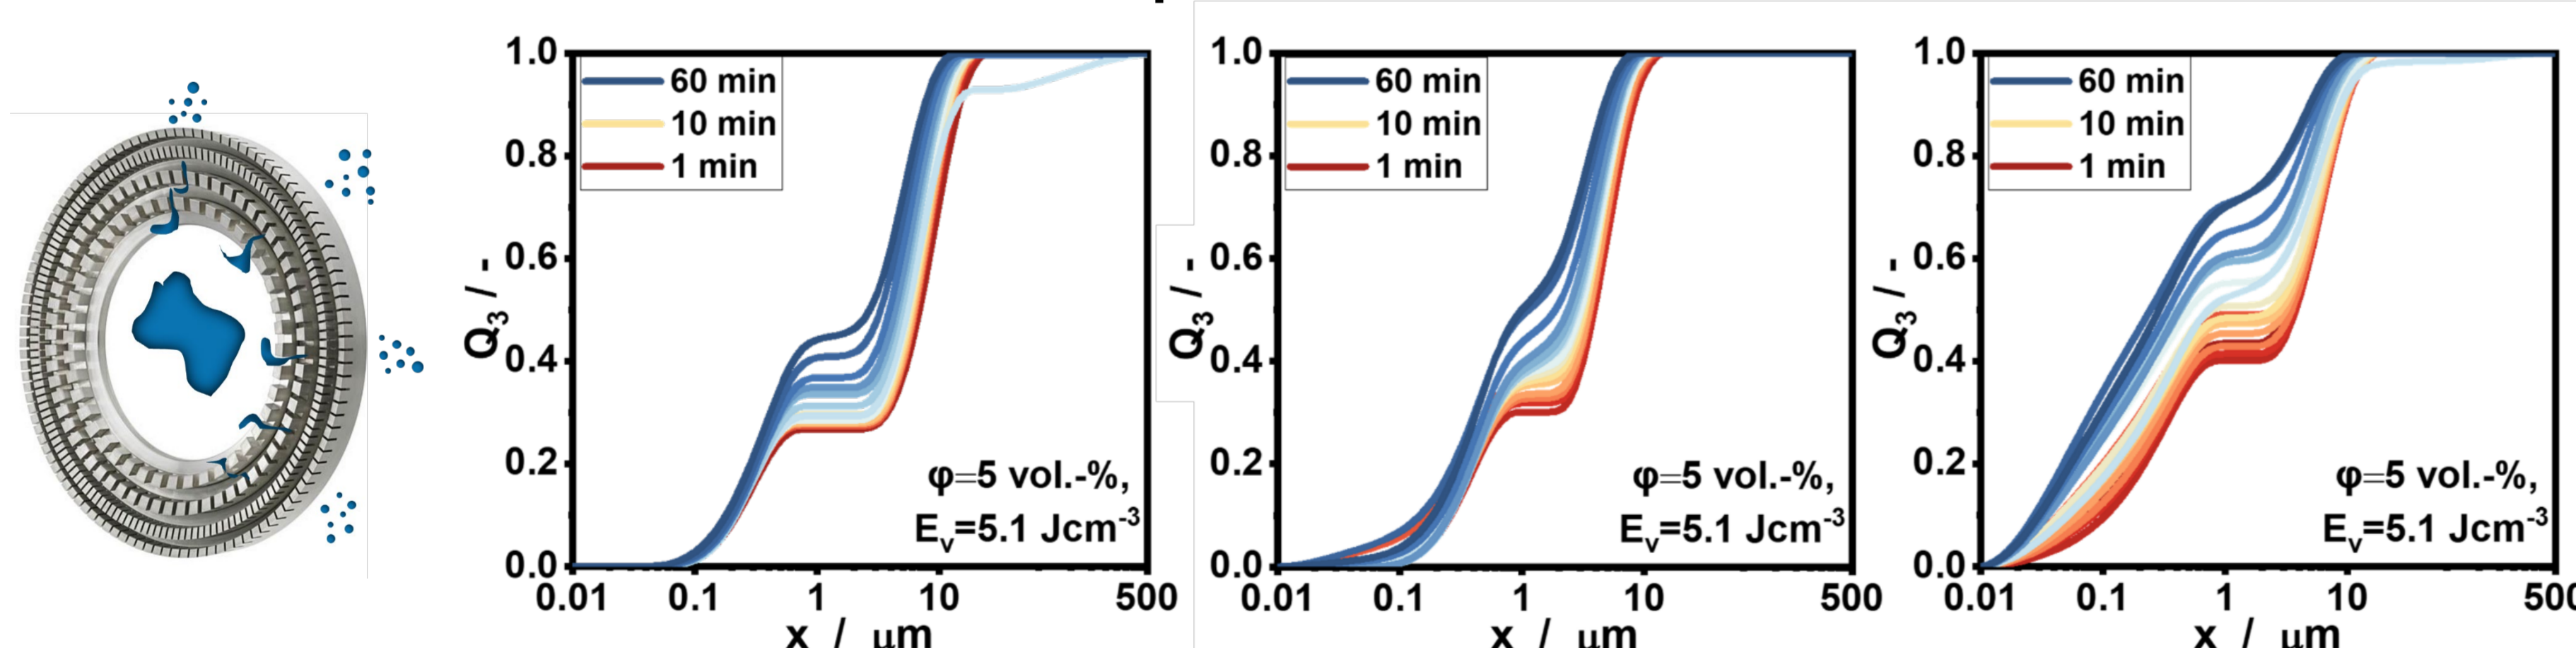 1.0
0.8
0.6
0.4
0.2
0.0
Q3 / -
60 min
10 min
1 min
φ=5 vol.-%,
Ev=5.1 Jcm-3
0.01 0.1 1 10 500
x / μm
1.0
0.8
0.6
0.4
0.2
0.0
Q3 / -
60 min
10 min
1 min
φ=5 vol.-%,
Ev=5.1 Jcm-3
0.01 0.1 1 10 500
x / μm
1.0
0.8
0.6
0.4
0.2
0.0
Q3 / -
60 min
10 min
1 min
φ=5 vol.-%,
Ev=5.1 Jcm-3
0.01 0.1 1 10 500
x / μm